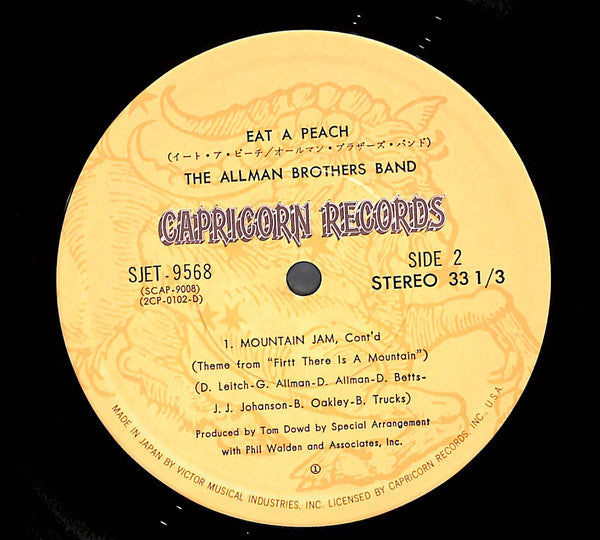 EAT A PEACH
(イート・ア・ピーチ/オールマン・ブラザーズ・バンド)
THE ALLMAN BROTHERS BAND
CAPRICORN RECORDS
SJET-9568
(SCAP-9008)
(2CP-0102-D)
SIDE 2
STEREO 33 1/3
1. MOUNTAIN JAM, Cont'd
(Theme from "Firtt There Is A Mountain")
(D. Leitch-G. Allman-D. Allman-D. Betts-
J. J. Johanson-B. Oakley-B. Trucks)
Produced by Tom Dowd by Special Arrangement
with Phil Walden and Associates, Inc.
①
MADE IN JAPAN BY VICTOR MUSICAL INDUSTRIES, INC. LICENSED BY CAPRICORN RECORDS, INC., U.S.A.